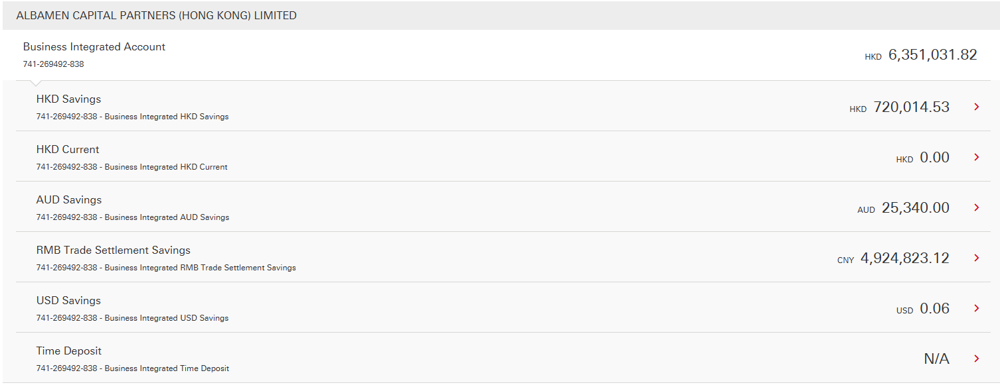 ALBAMEN CAPITAL PARTNERS (HONG KONG) LIMITED
Business Integrated Account
741-269492-838
HKD 6,351,031.82
HKD Savings
741-269492-838 - Business Integrated HKD Savings
HKD 720,014.53
HKD Current
741-269492-838 - Business Integrated HKD Current
HKD 0.00
AUD Savings
741-269492-838 - Business Integrated AUD Savings
AUD 25,340.00
RMB Trade Settlement Savings
741-269492-838 - Business Integrated RMB Trade Settlement Savings
CNY 4,924,823.12
USD Savings
741-269492-838 - Business Integrated USD Savings
USD 0.06
Time Deposit
741-269492-838 - Business Integrated Time Deposit
N/A